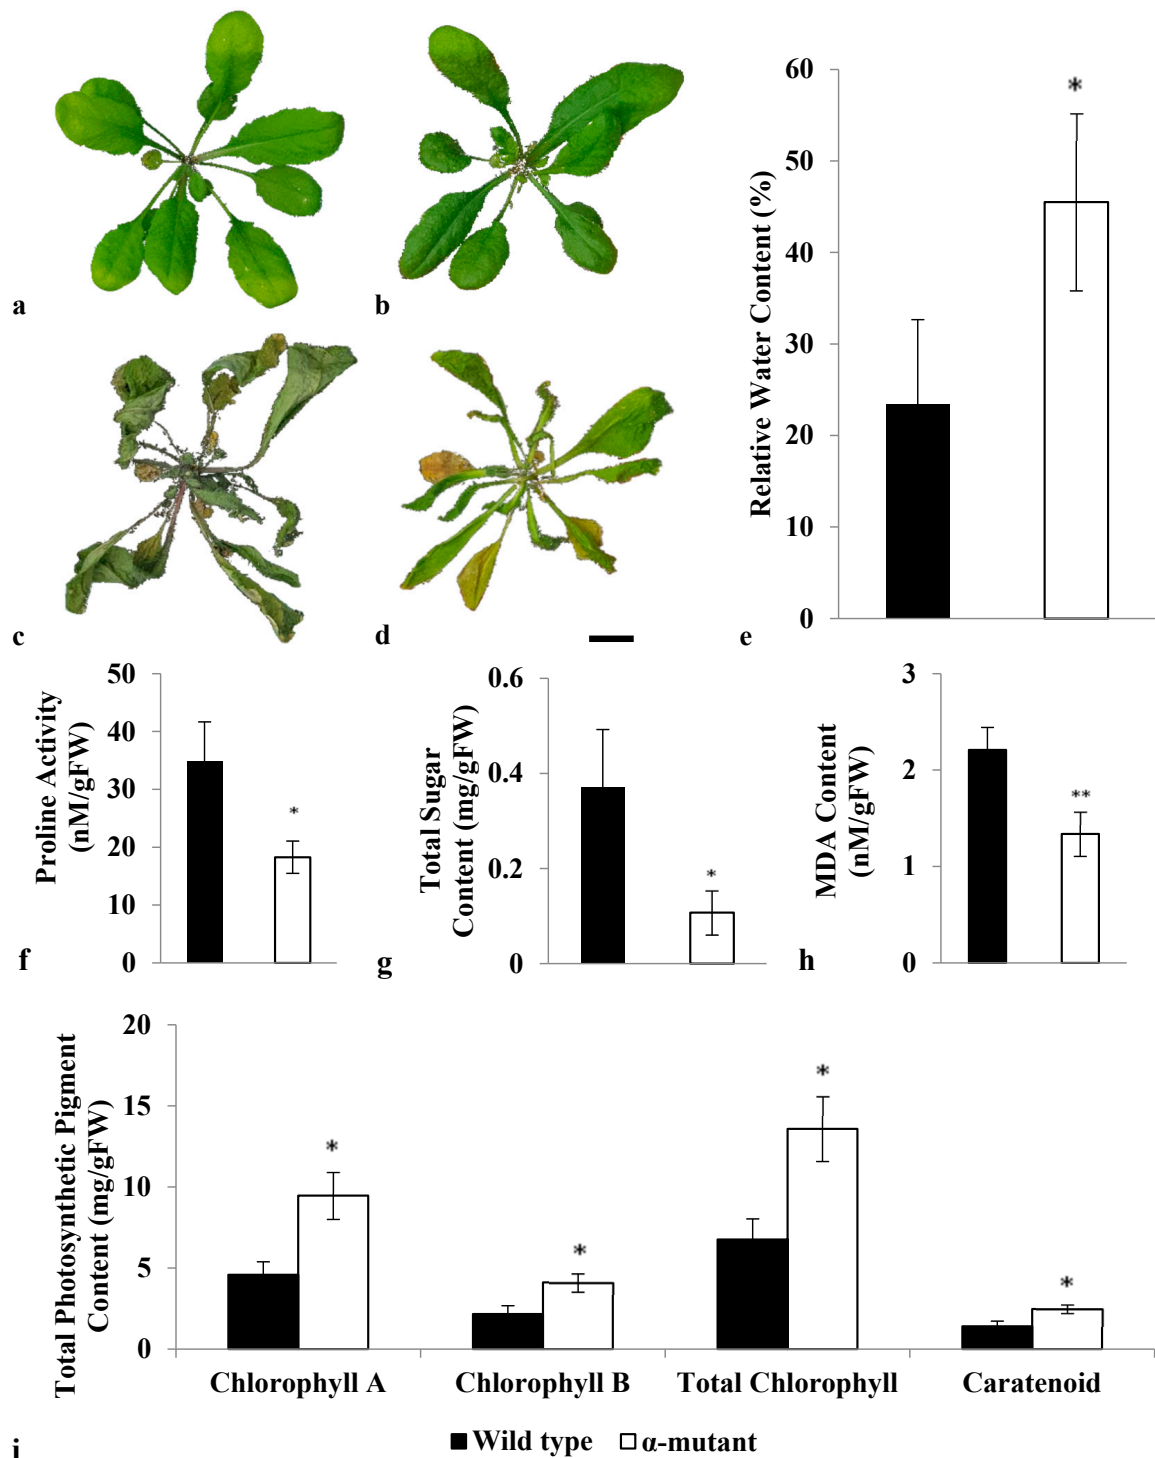 a
b
c
d
e
Relative Water Content (%)
60
50
40
30
20
10
0
*
f
Proline Activity
(nM/gFW)
50
40
30
20
10
0
*
g
Total Sugar
Content (mg/gFW)
0.6
0.4
0.2
0
*
h
MDA Content
(nM/gFW)
3
2
1
0
**
i
Total Photosynthetic Pigment
Content (mg/gFW)
20
15
10
5
0
*
*
*
*
Chlorophyll A
Chlorophyll B
Total Chlorophyll
Caratenoid
Wild type
α-mutant